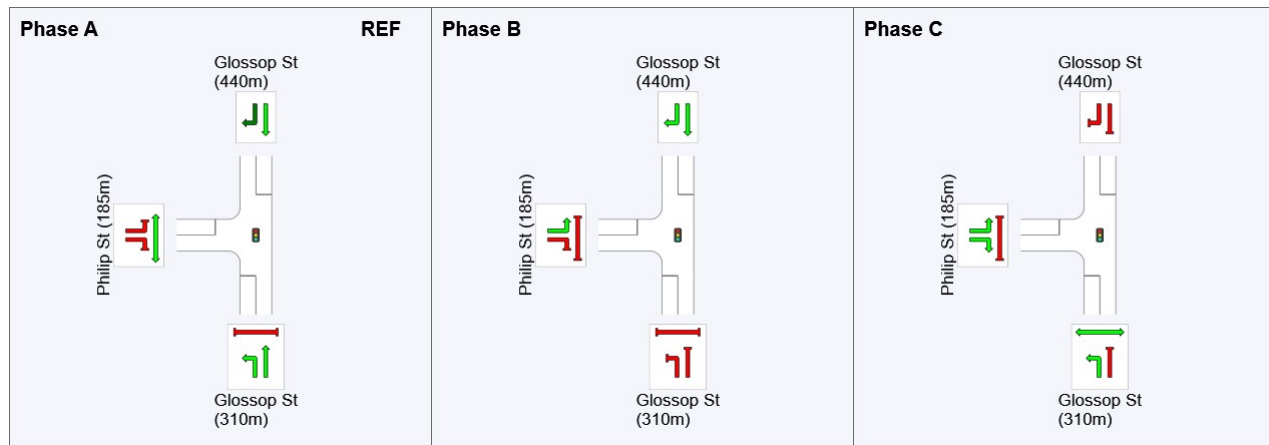 Phase A
REF
Glossop St
(440m)
Philip St (185m)
Glossop St
(310m)
Phase B
Glossop St
(440m)
Philip St (185m)
Glossop St
(310m)
Phase C
Glossop St
(440m)
Philip St (185m)
Glossop St
(310m)